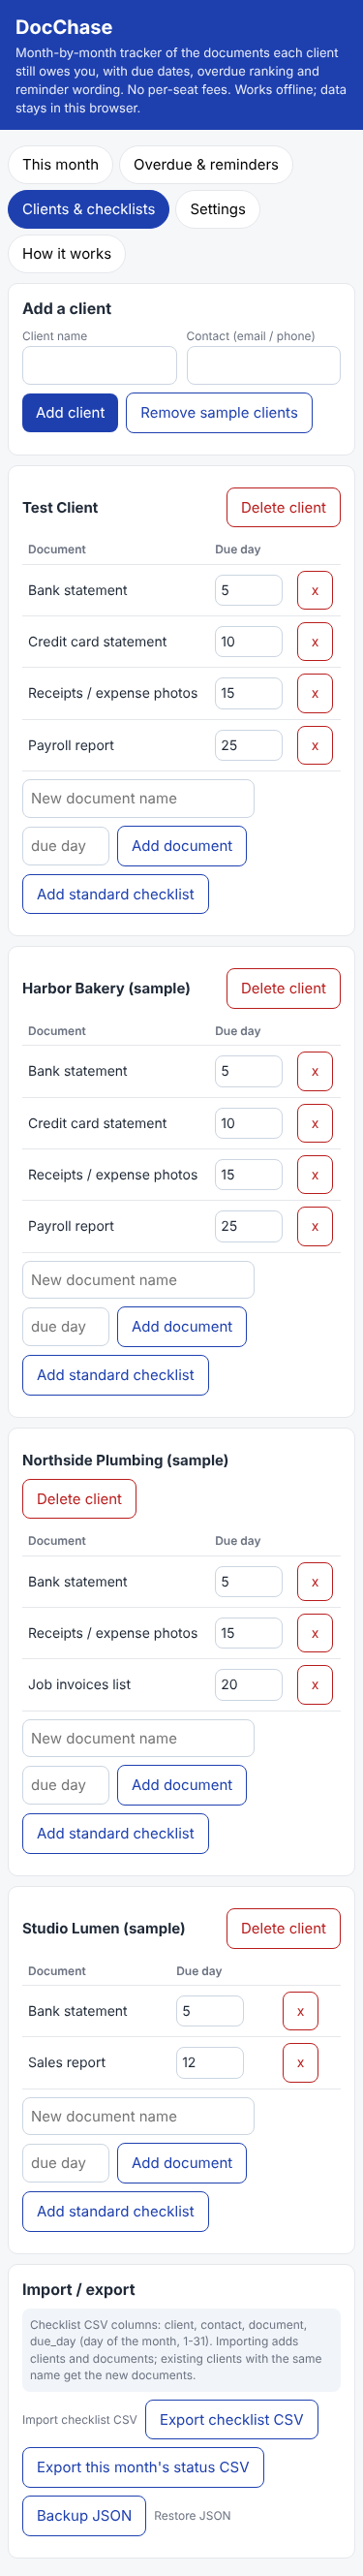 DocChase
Month-by-month tracker of the documents each client
still owes you, with due dates, overdue ranking and
reminder wording. No per-seat fees. Works offline; data
stays in this browser.
This month
Overdue & reminders
Clients & checklists
Settings
How it works
Add a client
Client name
Contact (email / phone)
Add client
Remove sample clients
Test Client
Delete client
Document
Due day
Bank statement
5
x
Credit card statement
10
x
Receipts / expense photos
15
x
Payroll report
25
x
New document name
due day
Add document
Add standard checklist
Harbor Bakery (sample)
Delete client
Document
Due day
Bank statement
5
x
Credit card statement
10
x
Receipts / expense photos
15
x
Payroll report
25
x
New document name
due day
Add document
Add standard checklist
Northside Plumbing (sample)
Delete client
Document
Due day
Bank statement
5
x
Receipts / expense photos
15
x
Job invoices list
20
x
New document name
due day
Add document
Add standard checklist
Studio Lumen (sample)
Delete client
Document
Due day
Bank statement
5
x
Sales report
12
x
New document name
due day
Add document
Add standard checklist
Import / export
Checklist CSV columns: client, contact, document,
due_day (day of the month, 1-31). Importing adds
clients and documents; existing clients with the same
name get the new documents.
Import checklist CSV
Export checklist CSV
Export this month's status CSV
Backup JSON
Restore JSON